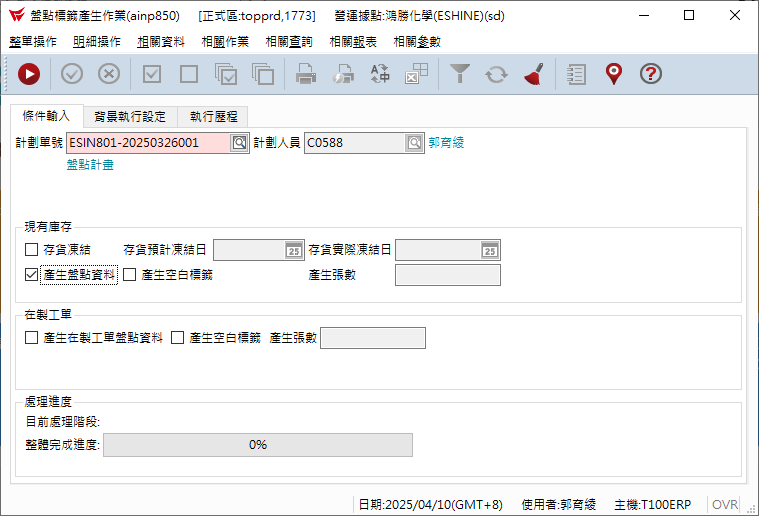 盤點標籤產生作業(ainp850) [正式區:topprd,1773] 營運據點:鴻勝化學(ESHINE)(sd)
整單操作 明細操作 相關資料 相關作業 相關查詢 相關報表 相關參數
條件輸入 背景執行設定 執行歷程
計劃單號 ESIN801-20250326001 計劃人員 C0588 郭育綾
盤點計畫
現有庫存
存貨凍結 存貨預計凍結日 25 存貨實際凍結日 25
產生盤點資料 產生空白標籤 產生張數
在製工單
產生在製工單盤點資料 產生空白標籤 產生張數
處理進度
目前處理階段:
整體完成進度: 0%
日期:2025/04/10(GMT+8) 使用者:郭育綾 主機:T100ERP OVR